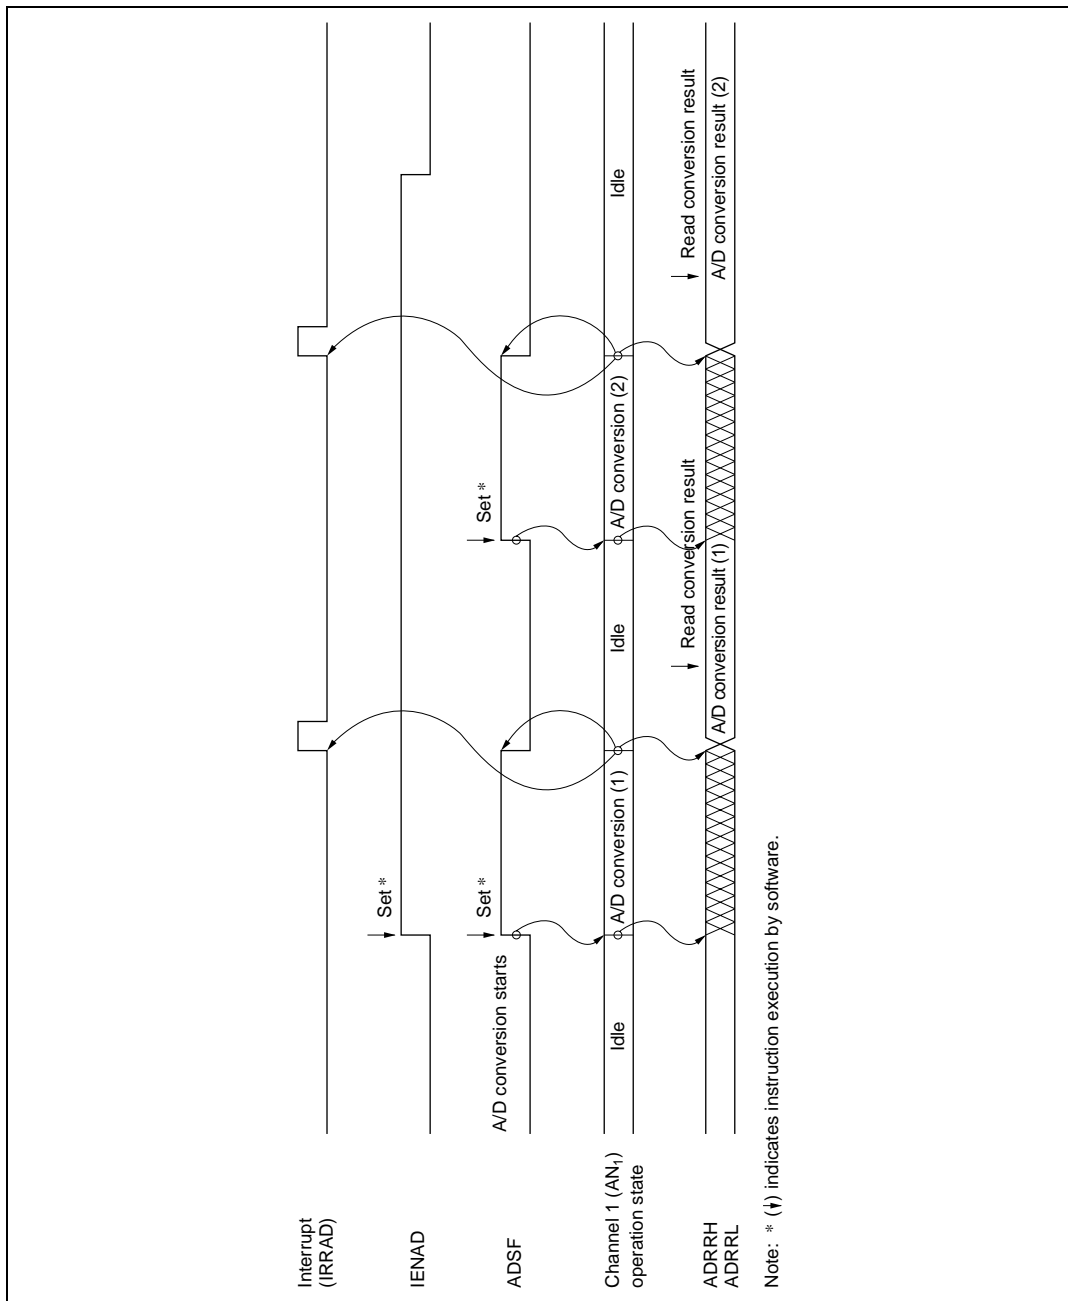 Interrupt
(IRRAD)
IENAD
Set *
ADSF
A/D conversion starts
Set *
Set *
Channel 1 (AN1)
operation state
Idle
A/D conversion (1)
Idle
A/D conversion (2)
Idle
Read conversion result
Read conversion result
ADRRH
ADRRL
A/D conversion result (1)
A/D conversion result (2)
Note: * (↓) indicates instruction execution by software.